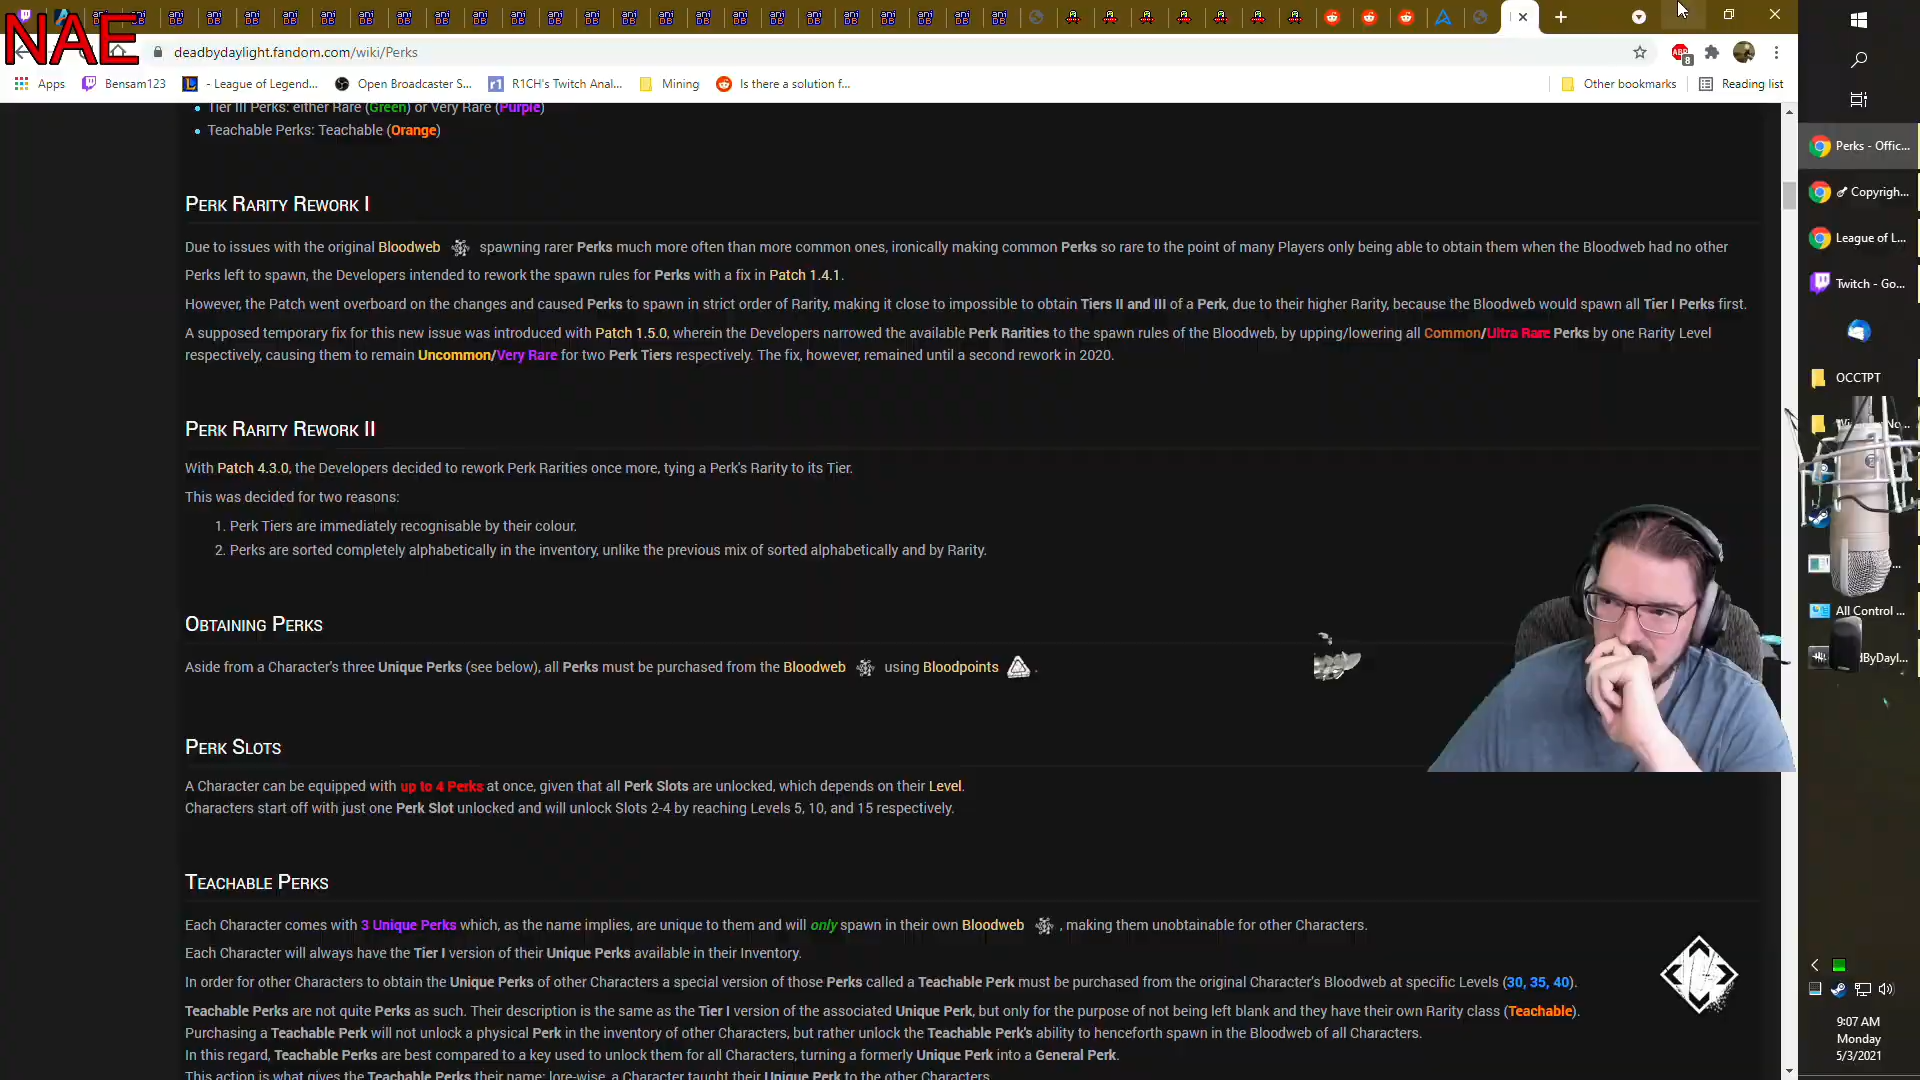 NAE
deadbydaylight.fandom.com/wiki/Perks
Apps
Bensam123
- League of Legend...
Open Broadcaster S...
R1CH's Twitch Anal...
Mining
Is there a solution f...
Other bookmarks
Reading list
Tier III Perks: either Rare (Green) or Very Rare (Purple)
Teachable Perks: Teachable (Orange)
Perk Rarity Rework I
Due to issues with the original Bloodweb spawning rarer Perks much more often than more common ones, ironically making common Perks so rare to the point of many Players only being able to obtain them when the Bloodweb had no other
Perks left to spawn, the Developers intended to rework the spawn rules for Perks with a fix in Patch 1.4.1.
However, the Patch went overboard on the changes and caused Perks to spawn in strict order of Rarity, making it close to impossible to obtain Tiers II and III of a Perk, due to their higher Rarity, because the Bloodweb would spawn all Tier I Perks first.
A supposed temporary fix for this new issue was introduced with Patch 1.5.0, wherein the Developers narrowed the available Perk Rarities to the spawn rules of the Bloodweb, by upping/lowering all Common/Ultra Rare Perks by one Rarity Level
respectively, causing them to remain Uncommon/Very Rare for two Perk Tiers respectively. The fix, however, remained until a second rework in 2020.
Perk Rarity Rework II
With Patch 4.3.0, the Developers decided to rework Perk Rarities once more, tying a Perk's Rarity to its Tier.
This was decided for two reasons:
1. Perk Tiers are immediately recognisable by their colour.
2. Perks are sorted completely alphabetically in the inventory, unlike the previous mix of sorted alphabetically and by Rarity.
Obtaining Perks
Aside from a Character's three Unique Perks (see below), all Perks must be purchased from the Bloodweb using Bloodpoints .
Perk Slots
A Character can be equipped with up to 4 Perks at once, given that all Perk Slots are unlocked, which depends on their Level.
Characters start off with just one Perk Slot unlocked and will unlock Slots 2-4 by reaching Levels 5, 10, and 15 respectively.
Teachable Perks
Each Character comes with 3 Unique Perks which, as the name implies, are unique to them and will only spawn in their own Bloodweb , making them unobtainable for other Characters.
Each Character will always have the Tier I version of their Unique Perks available in their Inventory.
In order for other Characters to obtain the Unique Perks of other Characters a special version of those Perks called a Teachable Perk must be purchased from the original Character's Bloodweb at specific Levels (30, 35, 40).
Teachable Perks are not quite Perks as such. Their description is the same as the Tier I version of the associated Unique Perk, but only for the purpose of not being left blank and they have their own Rarity class (Teachable).
Purchasing a Teachable Perk will not unlock a physical Perk in the inventory of other Characters, but rather unlock the Teachable Perk's ability to henceforth spawn in the Bloodweb of all Characters.
In this regard, Teachable Perks are best compared to a key used to unlock them for all Characters, turning a formerly Unique Perk into a General Perk.
This action is what gives the Teachable Perks their name: lore-wise, a Character taught their Unique Perk to the other Characters.
Perks - Offic...
Copyrigh...
League of L...
Twitch - Go...
OCCTPT
All Control ...
9:07 AM
Monday
5/3/2021